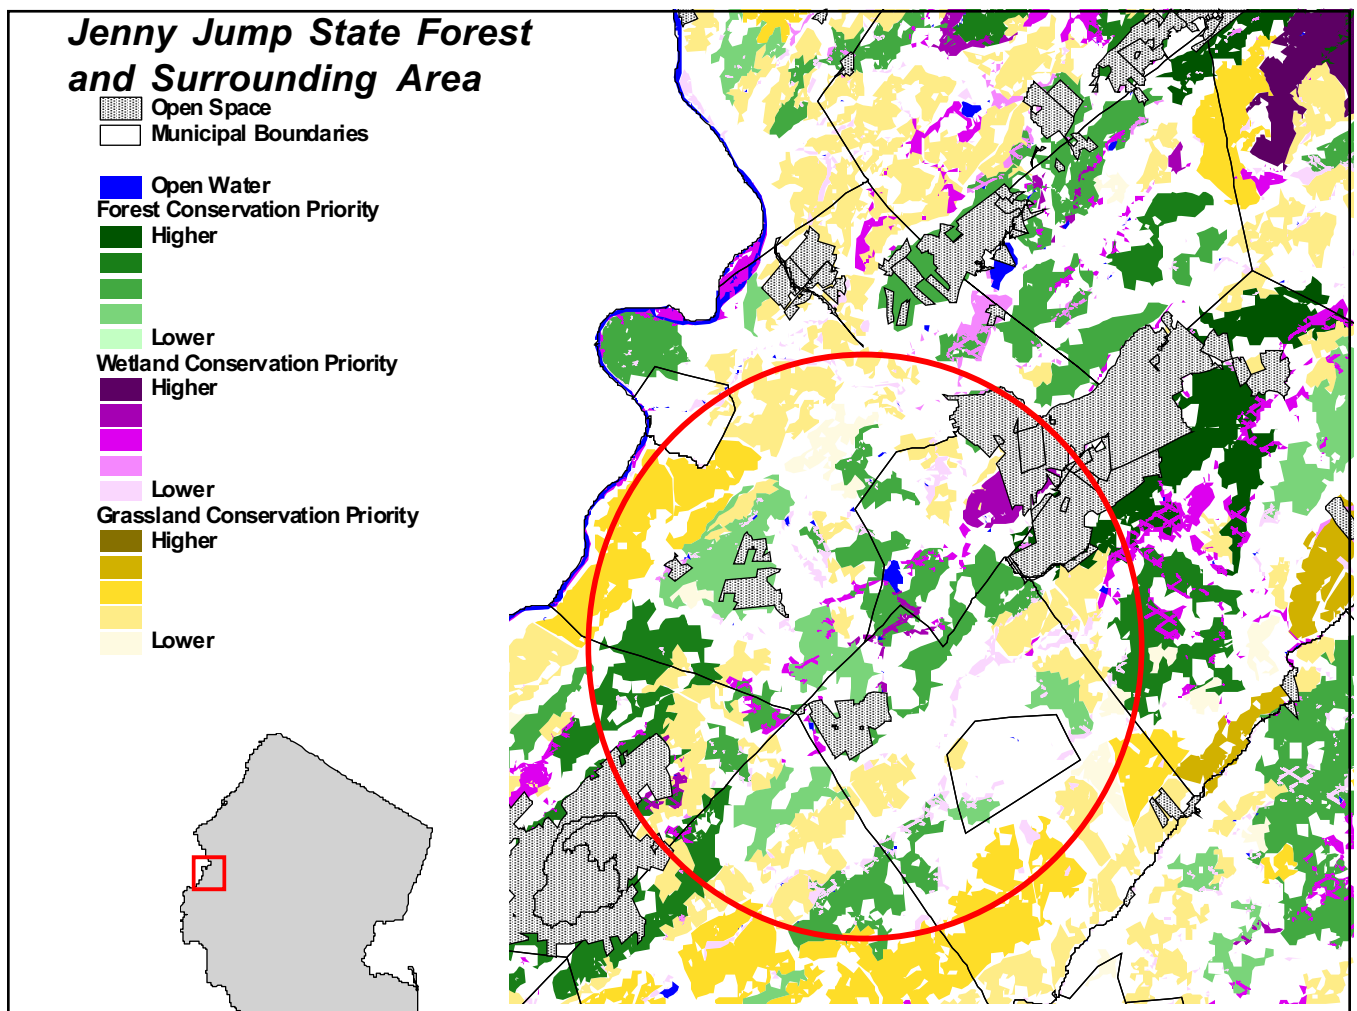 Jenny Jump State Forest
and Surrounding Area
Open Space
Municipal Boundaries
Open Water
Forest Conservation Priority
Higher
Lower
Wetland Conservation Priority
Higher
Lower
Grassland Conservation Priority
Higher
Lower